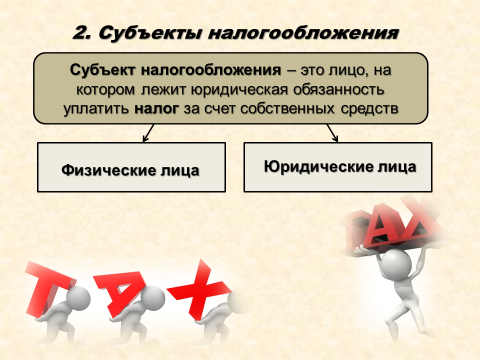 2. Субъекты налогообложения
Субъект налогообложения – это лицо, на
котором лежит юридическая обязанность
уплатить налог за счет собственных средств
Физические лица
Юридические лица
TAX
TAX